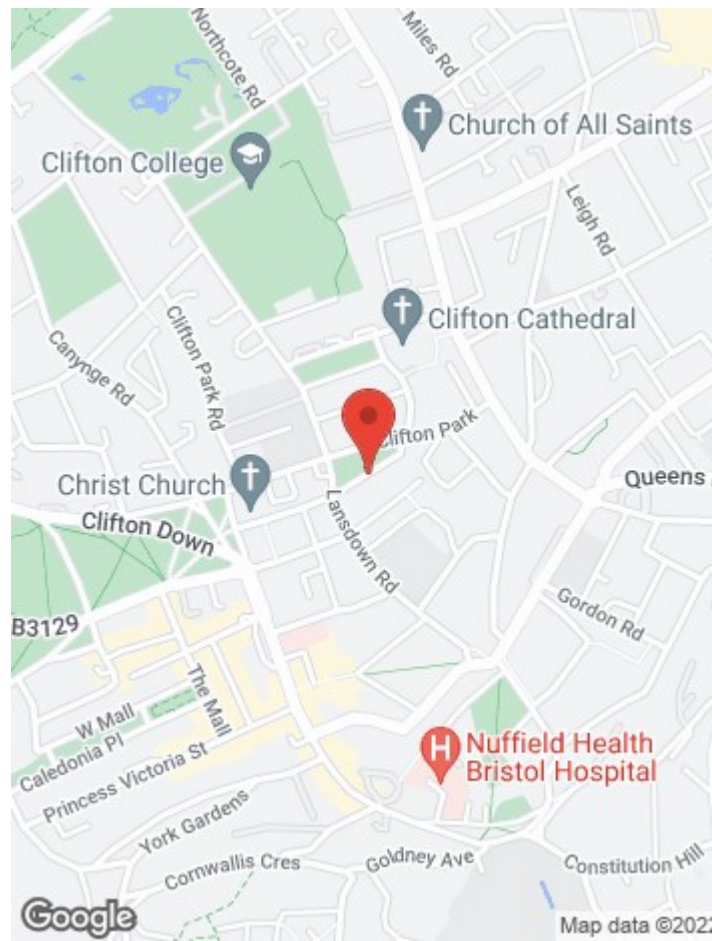 Northcote Rd
Miles Rd
Church of All Saints
Clifton College
Leigh Rd
Clifton Cathedral
Clifton Park Rd
Canynge Rd
Clifton Park
Christ Church
Queens
Clifton Down
Lansdown Rd
Gordon Rd
B3129
The Mall
W Mall
Caledonia Pl
Nuffield Health
Bristol Hospital
Princess Victoria St
York Gardens
Goldney Ave
Cornwallis Cres
Constitution Hill
Google
Map data ©2022
H